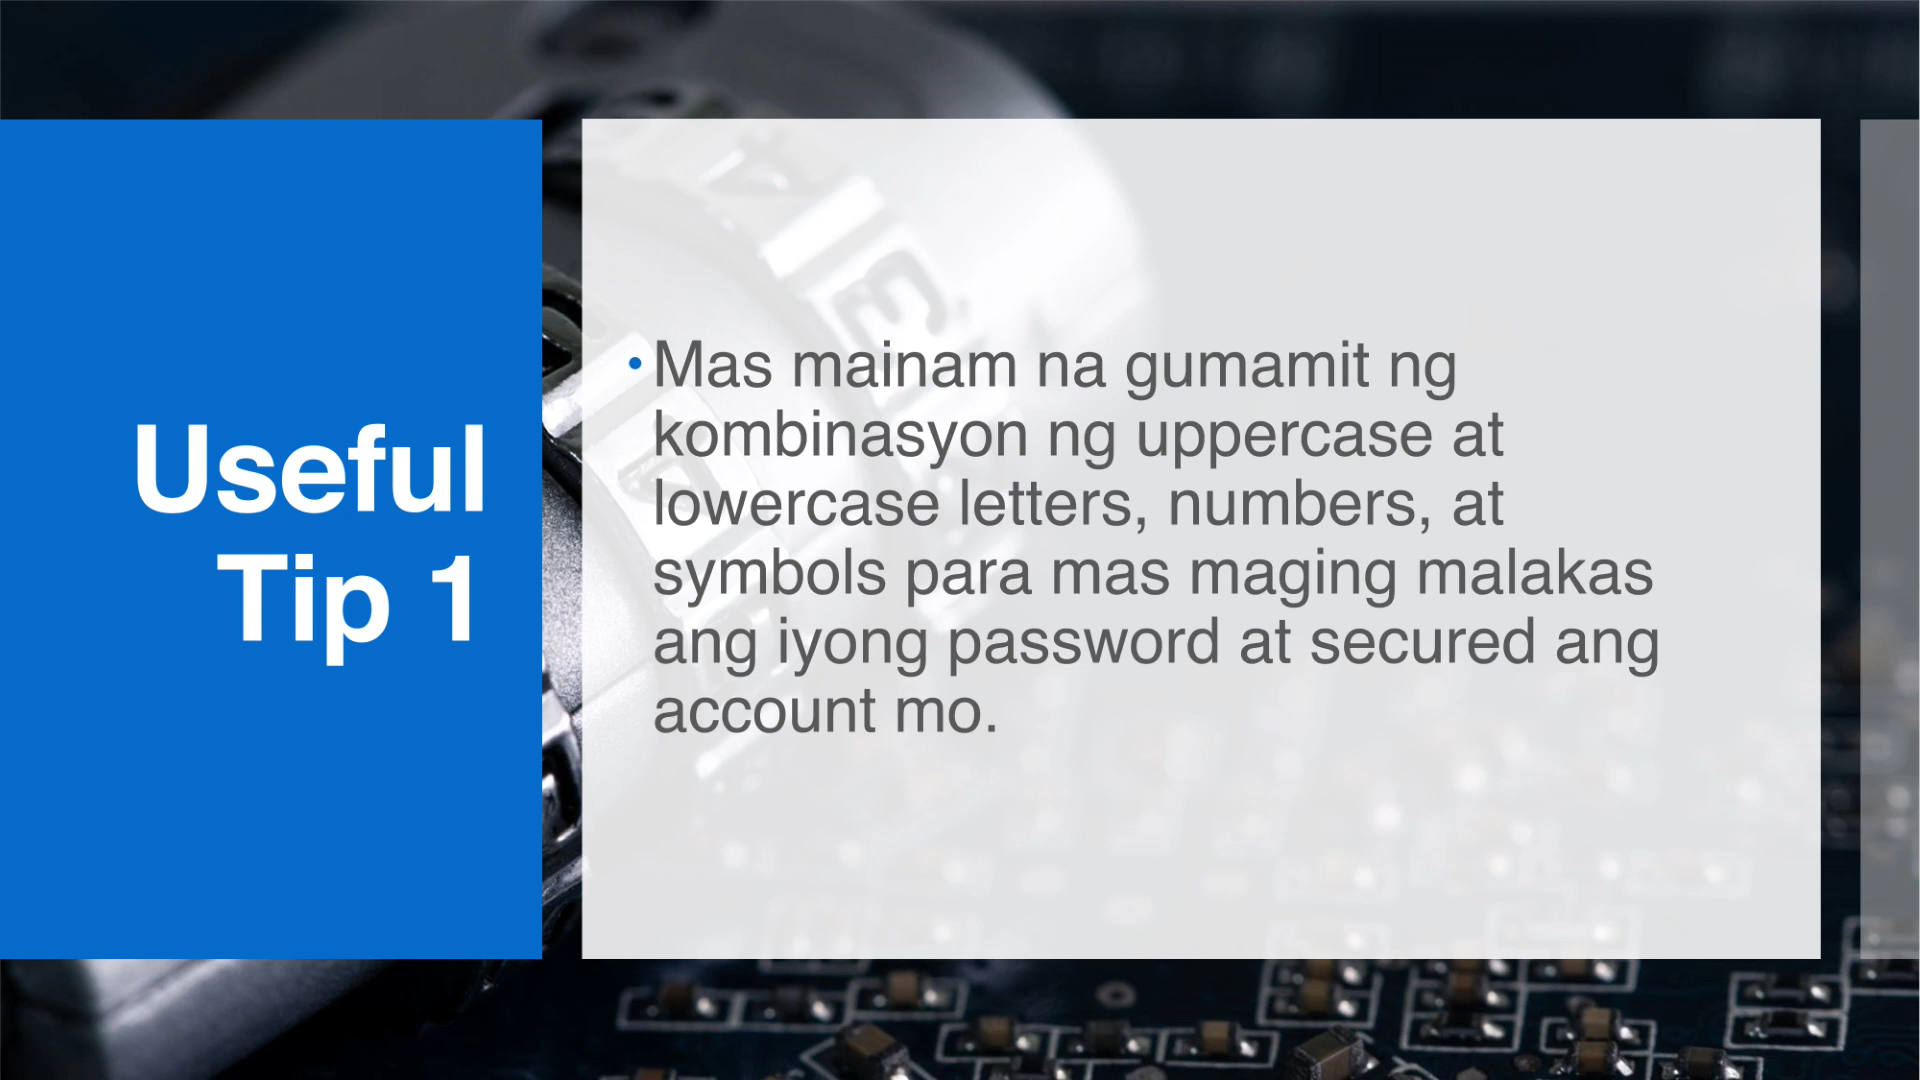 Useful
Tip 1
• Mas mainam na gumamit ng
kombinasyon ng uppercase at
lowercase letters, numbers, at
symbols para mas maging malakas
ang iyong password at secured ang
account mo.